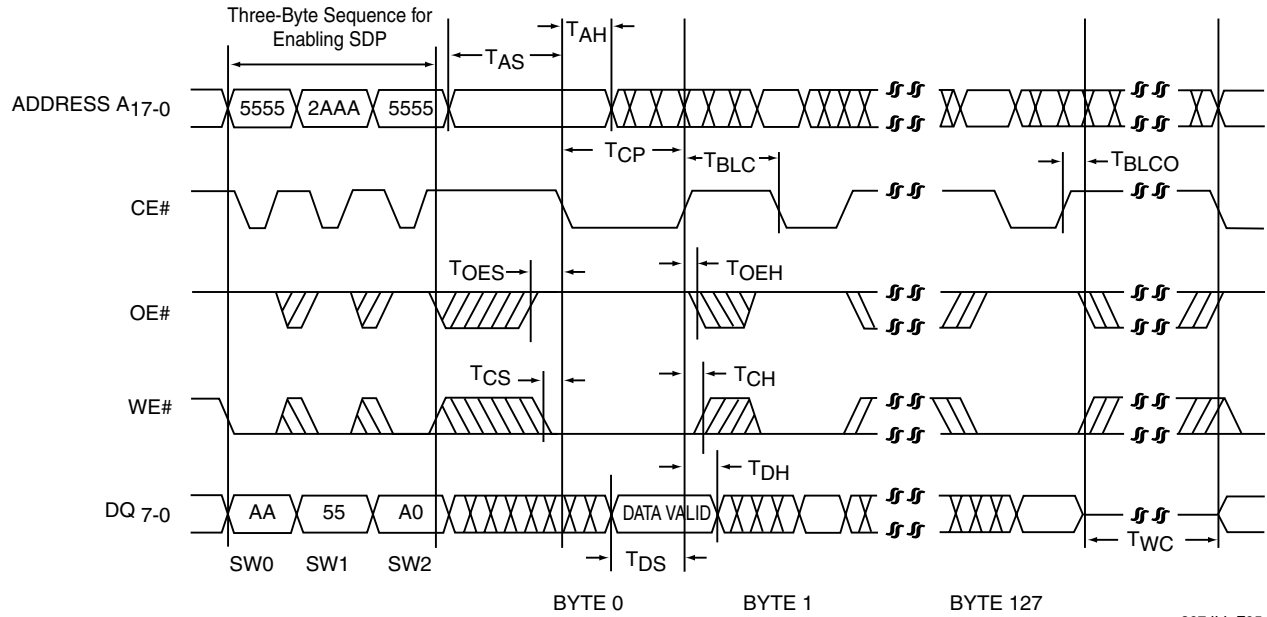 Three-Byte Sequence for
Enabling SDP
TAH
TAS
ADDRESS A17-0
5555 2AAA 5555
TCP
TBLC
TBLCO
CE#
TOES
TOEH
OE#
TCS
TCH
WE#
TDH
DQ 7-0
AA 55 A0
DATA VALID
SW0 SW1 SW2
TDS
TWC
BYTE 0 BYTE 1 BYTE 127